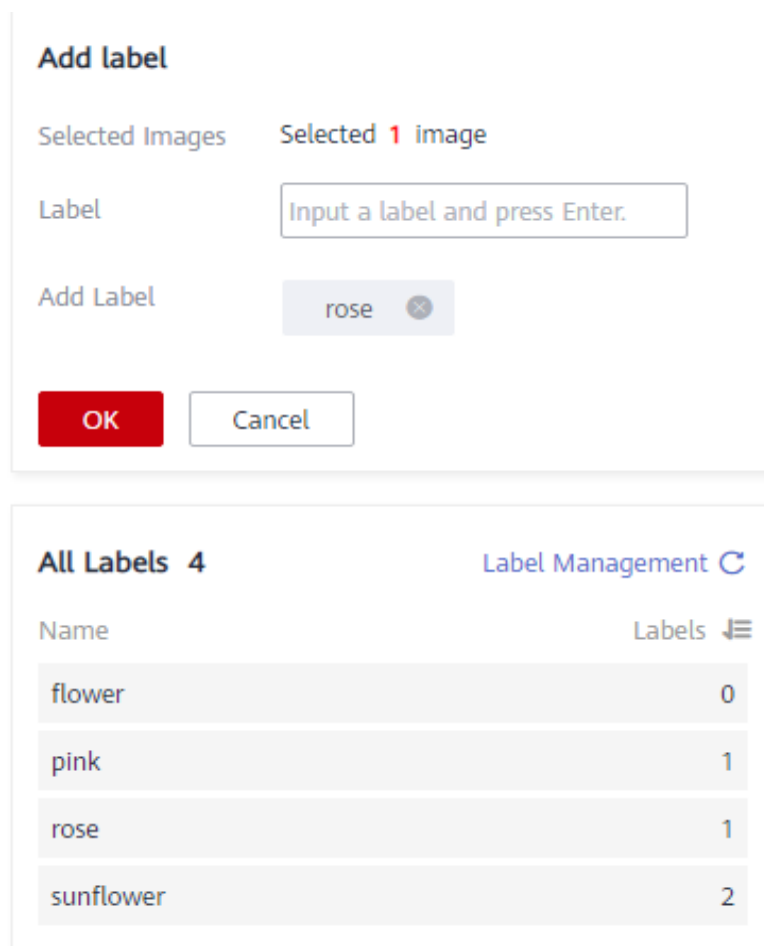 Add label
Selected Images Selected 1 image
Label Input a label and press Enter.
Add Label rose
OK Cancel
All Labels 4 Label Management
Name Labels
flower 0
pink 1
rose 1
sunflower 2